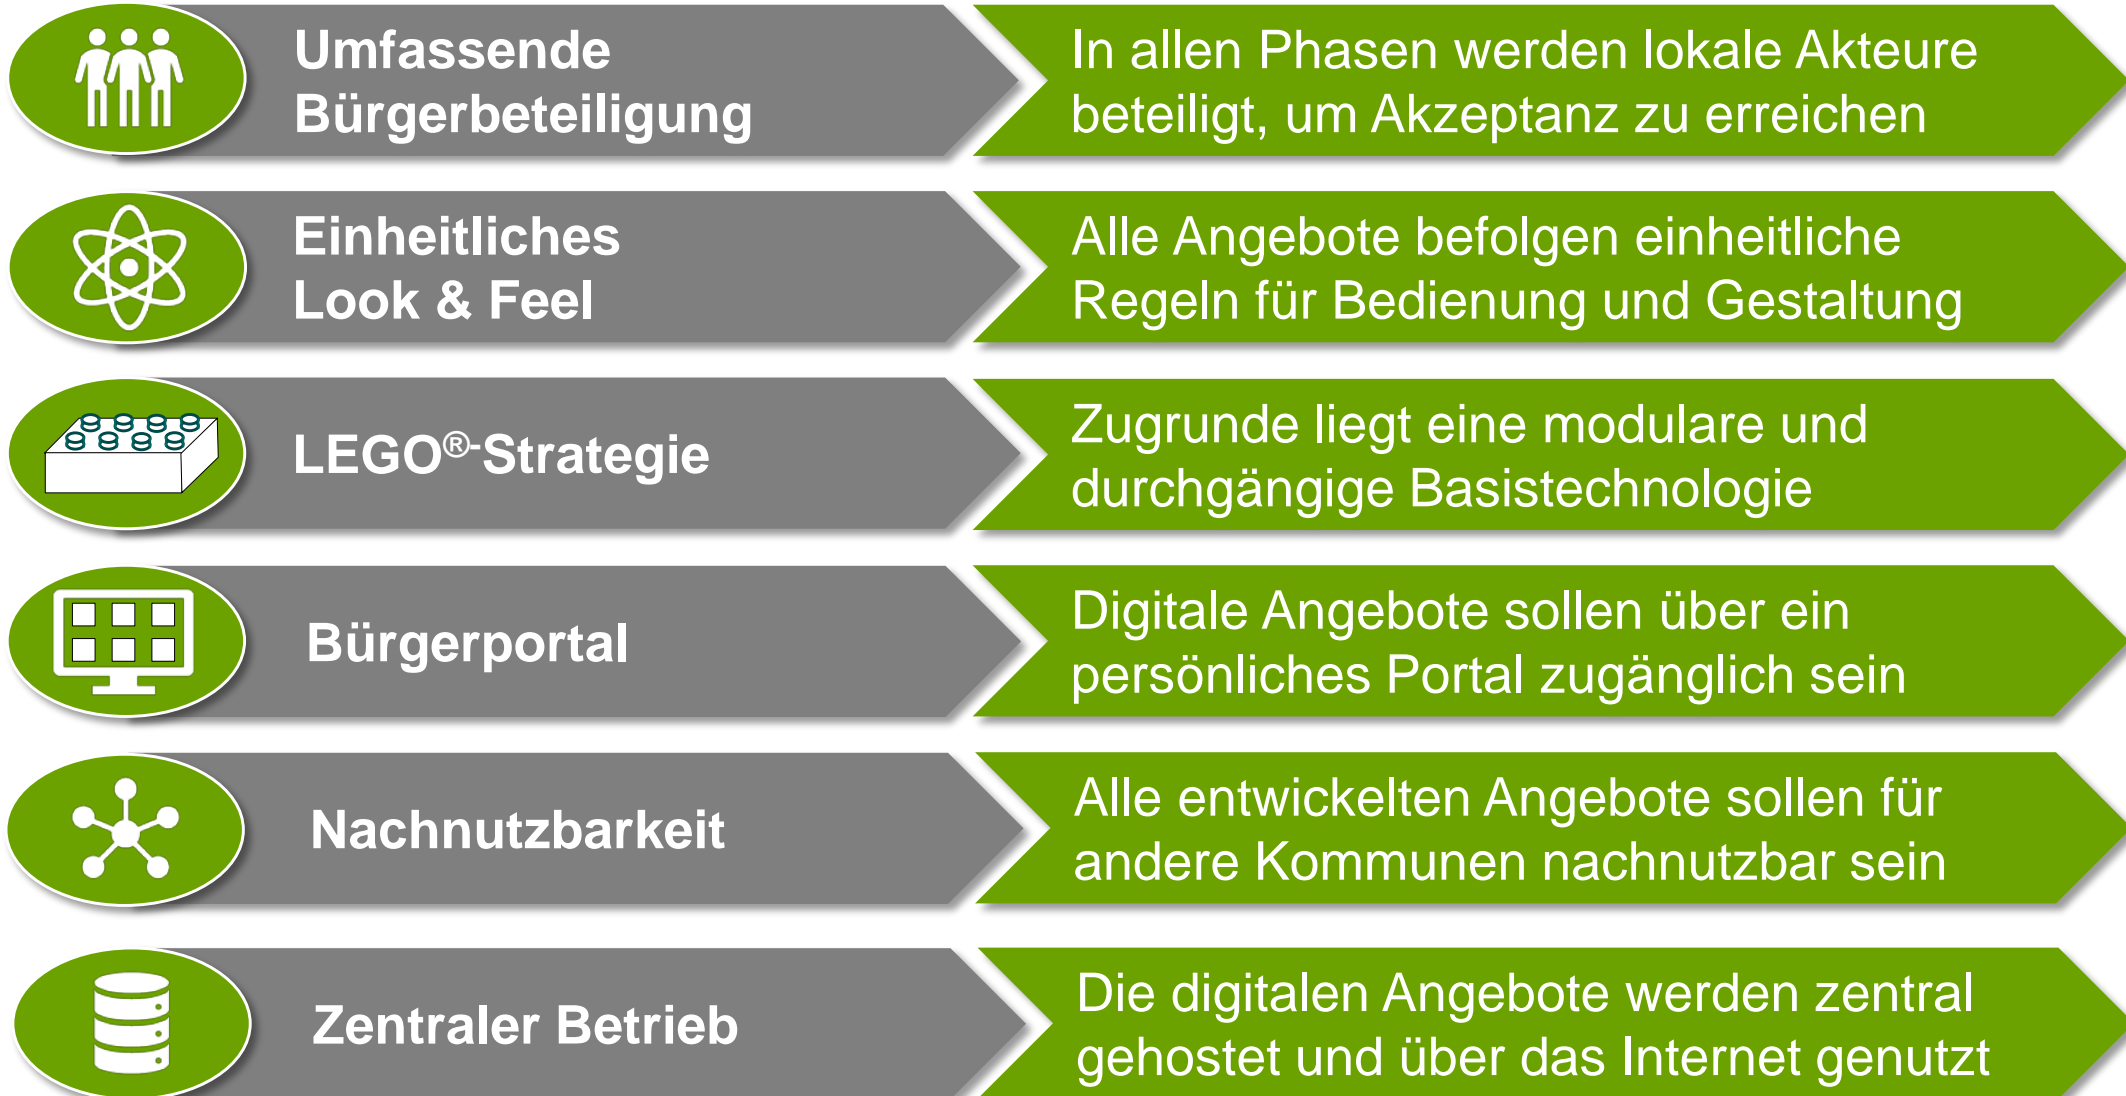 Umfassende
Bürgerbeteiligung
In allen Phasen werden lokale Akteure
beteiligt, um Akzeptanz zu erreichen
Einheitliches
Look & Feel
Alle Angebote befolgen einheitliche
Regeln für Bedienung und Gestaltung
LEGO®-Strategie
Zugrunde liegt eine modulare und
durchgängige Basistechnologie
Bürgerportal
Digitale Angebote sollen über ein
persönliches Portal zugänglich sein
Nachnutzbarkeit
Alle entwickelten Angebote sollen für
andere Kommunen nachnutzbar sein
Zentraler Betrieb
Die digitalen Angebote werden zentral
gehostet und über das Internet genutzt